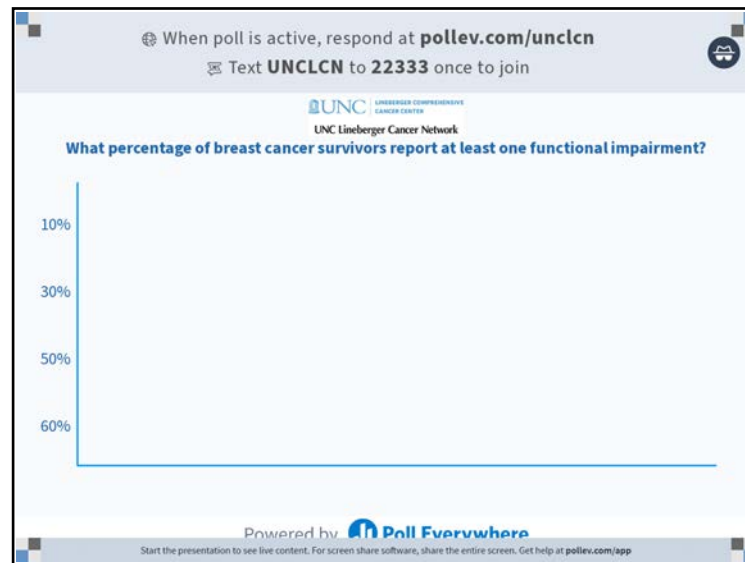 When poll is active, respond at pollev.com/unclcn
Text UNCLCN to 22333 once to join
UNC LINEBERGER COMPREHENSIVE
CANCER CENTER
UNC Lineberger Cancer Network
What percentage of breast cancer survivors report at least one functional impairment?
10%
30%
50%
60%
Powered by Poll Everywhere
Start the presentation to see live content. For screen share software, share the entire screen. Get help at pollev.com/app